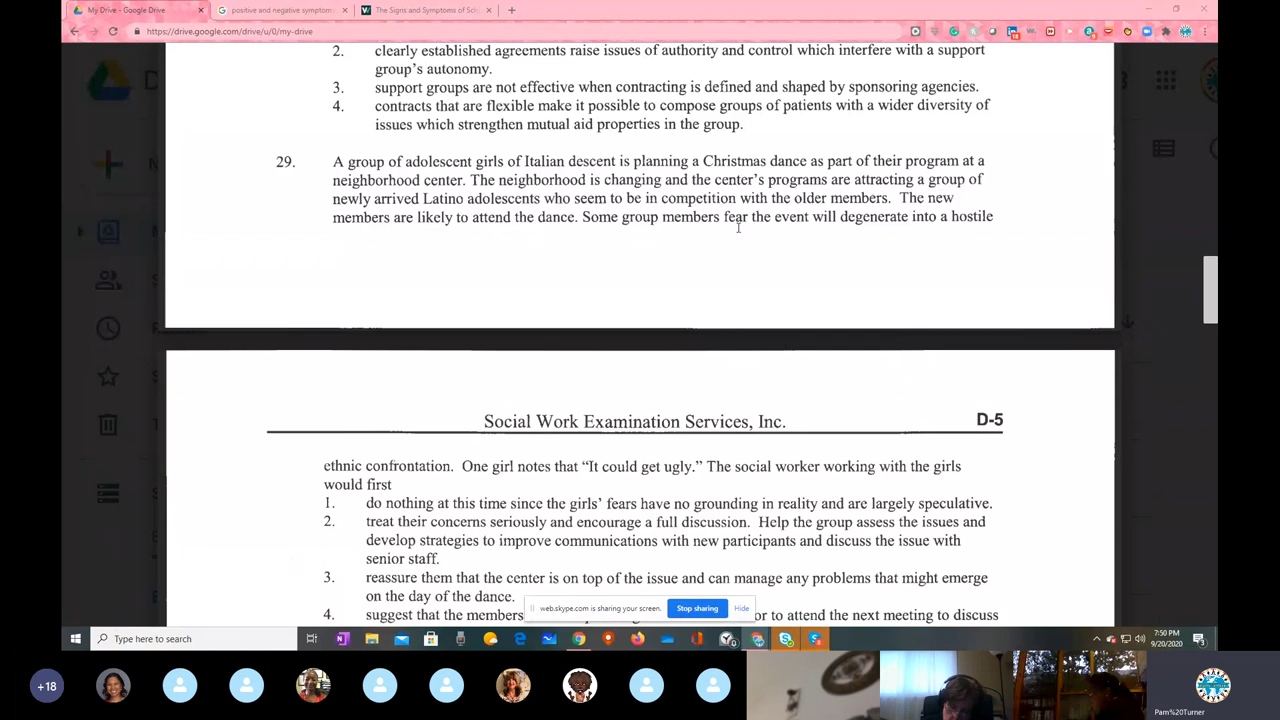 My Drive - Google Drive
positive and negative symptoms
The Signs and Symptoms of Sch
https://drive.google.com/drive/u/0/my-drive
2. clearly established agreements raise issues of authority and control which interfere with a support
group's autonomy.
3. support groups are not effective when contracting is defined and shaped by sponsoring agencies.
4. contracts that are flexible make it possible to compose groups of patients with a wider diversity of
issues which strengthen mutual aid properties in the group.
29. A group of adolescent girls of Italian descent is planning a Christmas dance as part of their program at a
neighborhood center. The neighborhood is changing and the center's programs are attracting a group of
newly arrived Latino adolescents who seem to be in competition with the older members. The new
members are likely to attend the dance. Some group members fear the event will degenerate into a hostile
Social Work Examination Services, Inc. D-5
ethnic confrontation. One girl notes that “It could get ugly.” The social worker working with the girls
would first
1. do nothing at this time since the girls' fears have no grounding in reality and are largely speculative.
2. treat their concerns seriously and encourage a full discussion. Help the group assess the issues and
develop strategies to improve communications with new participants and discuss the issue with
senior staff.
3. reassure them that the center is on top of the issue and can manage any problems that might emerge
on the day of the dance.
4. suggest that the members or to attend the next meeting to discuss
web.skype.com is sharing your screen. Stop sharing Hide
Type here to search
7:50 PM
9/20/2020
+18
Pam%20Turner